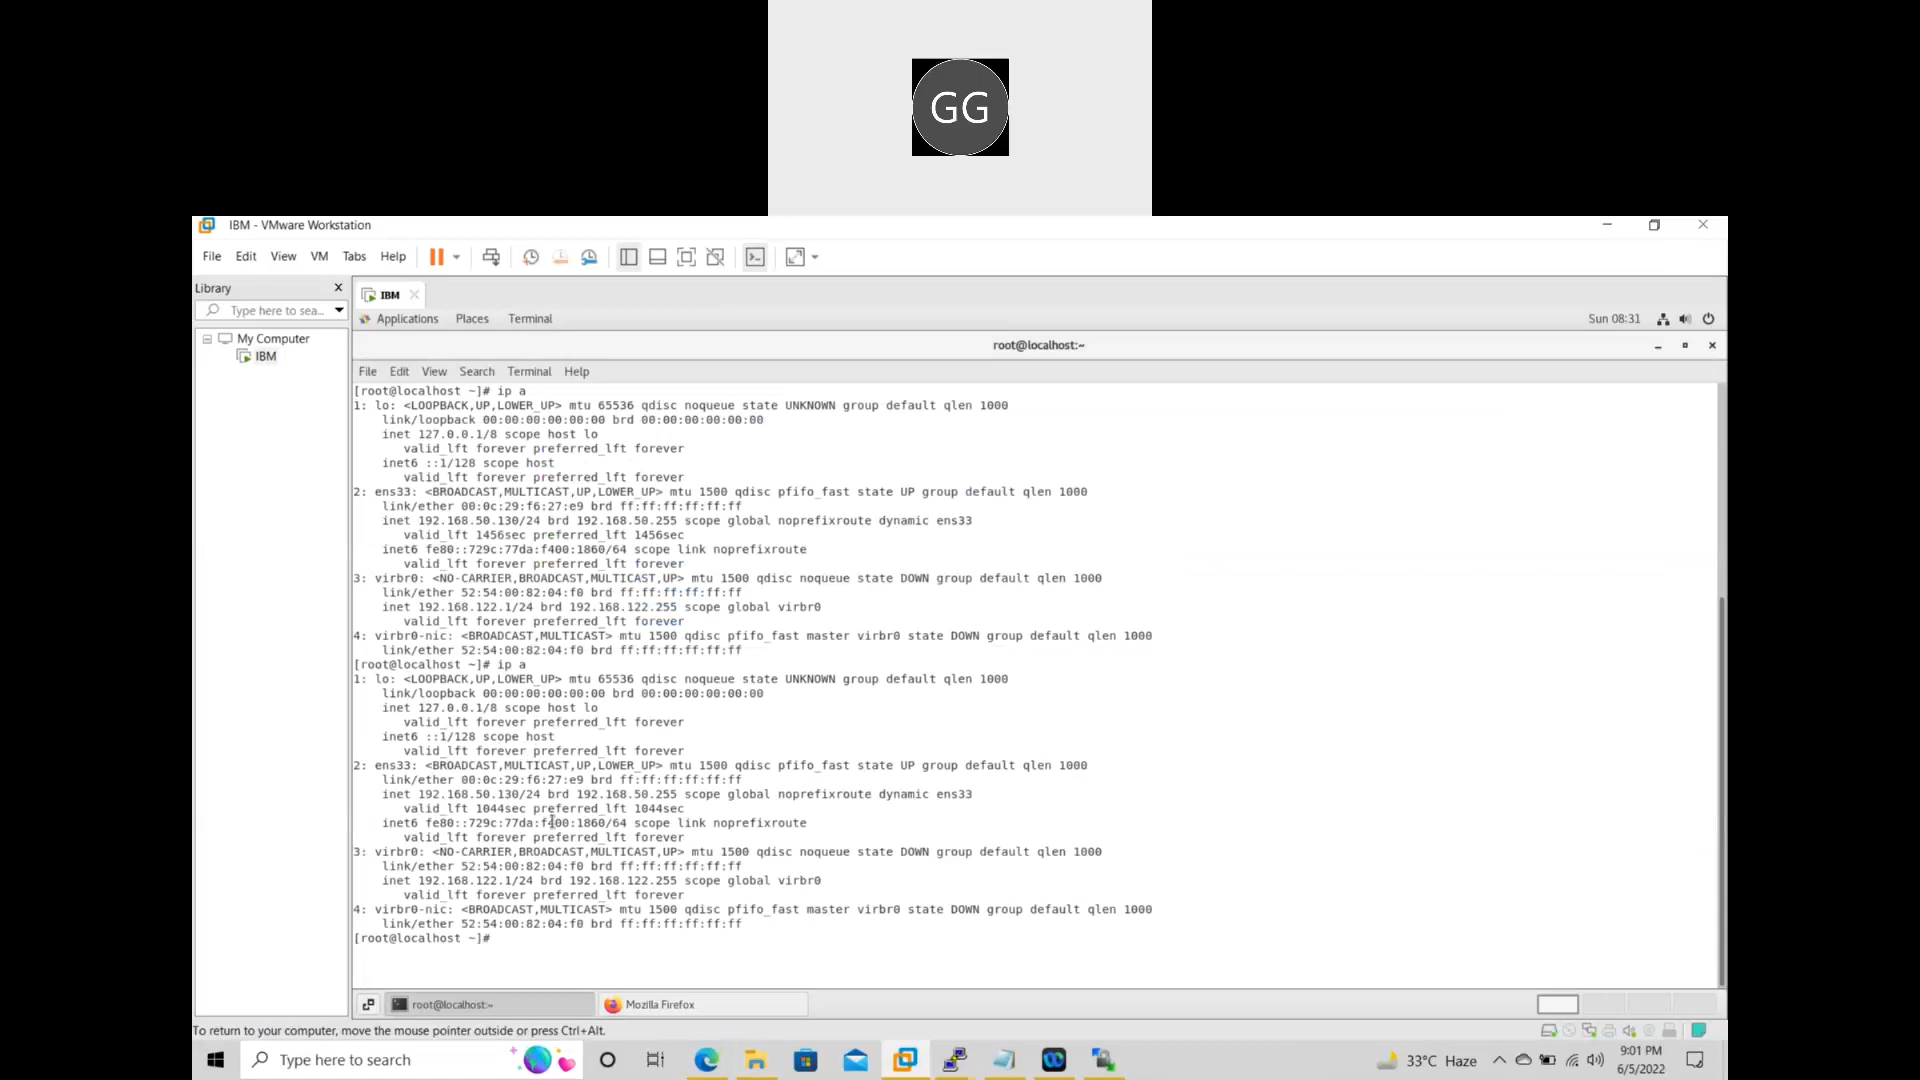 GG
IBM - VMware Workstation
File Edit View VM Tabs Help
Library
IBM
Type here to sea...
Applications Places Terminal
Sun 08:31
My Computer
IBM
root@localhost:~
File Edit View Search Terminal Help
[root@localhost ~]# ip a
1: lo: <LOOPBACK,UP,LOWER_UP> mtu 65536 qdisc noqueue state UNKNOWN group default qlen 1000
link/loopback 00:00:00:00:00:00 brd 00:00:00:00:00:00
inet 127.0.0.1/8 scope host lo
valid_lft forever preferred_lft forever
inet6 ::1/128 scope host
valid_lft forever preferred_lft forever
2: ens33: <BROADCAST,MULTICAST,UP,LOWER_UP> mtu 1500 qdisc pfifo_fast state UP group default qlen 1000
link/ether 00:0c:29:f6:27:e9 brd ff:ff:ff:ff:ff:ff
inet 192.168.50.130/24 brd 192.168.50.255 scope global noprefixroute dynamic ens33
valid_lft 1456sec preferred_lft 1456sec
inet6 fe80::729c:77da:f400:1860/64 scope link noprefixroute
valid_lft forever preferred_lft forever
3: virbr0: <NO-CARRIER,BROADCAST,MULTICAST,UP> mtu 1500 qdisc noqueue state DOWN group default qlen 1000
link/ether 52:54:00:82:04:f0 brd ff:ff:ff:ff:ff:ff
inet 192.168.122.1/24 brd 192.168.122.255 scope global virbr0
valid_lft forever preferred_lft forever
4: virbr0-nic: <BROADCAST,MULTICAST> mtu 1500 qdisc pfifo_fast master virbr0 state DOWN group default qlen 1000
link/ether 52:54:00:82:04:f0 brd ff:ff:ff:ff:ff:ff
[root@localhost ~]# ip a
1: lo: <LOOPBACK,UP,LOWER_UP> mtu 65536 qdisc noqueue state UNKNOWN group default qlen 1000
link/loopback 00:00:00:00:00:00 brd 00:00:00:00:00:00
inet 127.0.0.1/8 scope host lo
valid_lft forever preferred_lft forever
inet6 ::1/128 scope host
valid_lft forever preferred_lft forever
2: ens33: <BROADCAST,MULTICAST,UP,LOWER_UP> mtu 1500 qdisc pfifo_fast state UP group default qlen 1000
link/ether 00:0c:29:f6:27:e9 brd ff:ff:ff:ff:ff:ff
inet 192.168.50.130/24 brd 192.168.50.255 scope global noprefixroute dynamic ens33
valid_lft 1044sec preferred_lft 1044sec
inet6 fe80::729c:77da:f400:1860/64 scope link noprefixroute
valid_lft forever preferred_lft forever
3: virbr0: <NO-CARRIER,BROADCAST,MULTICAST,UP> mtu 1500 qdisc noqueue state DOWN group default qlen 1000
link/ether 52:54:00:82:04:f0 brd ff:ff:ff:ff:ff:ff
inet 192.168.122.1/24 brd 192.168.122.255 scope global virbr0
valid_lft forever preferred_lft forever
4: virbr0-nic: <BROADCAST,MULTICAST> mtu 1500 qdisc pfifo_fast master virbr0 state DOWN group default qlen 1000
link/ether 52:54:00:82:04:f0 brd ff:ff:ff:ff:ff:ff
[root@localhost ~]#
root@localhost:~ Mozilla Firefox
To return to your computer, move the mouse pointer outside or press Ctrl+Alt.
Type here to search
33°C Haze
9:01 PM
6/5/2022